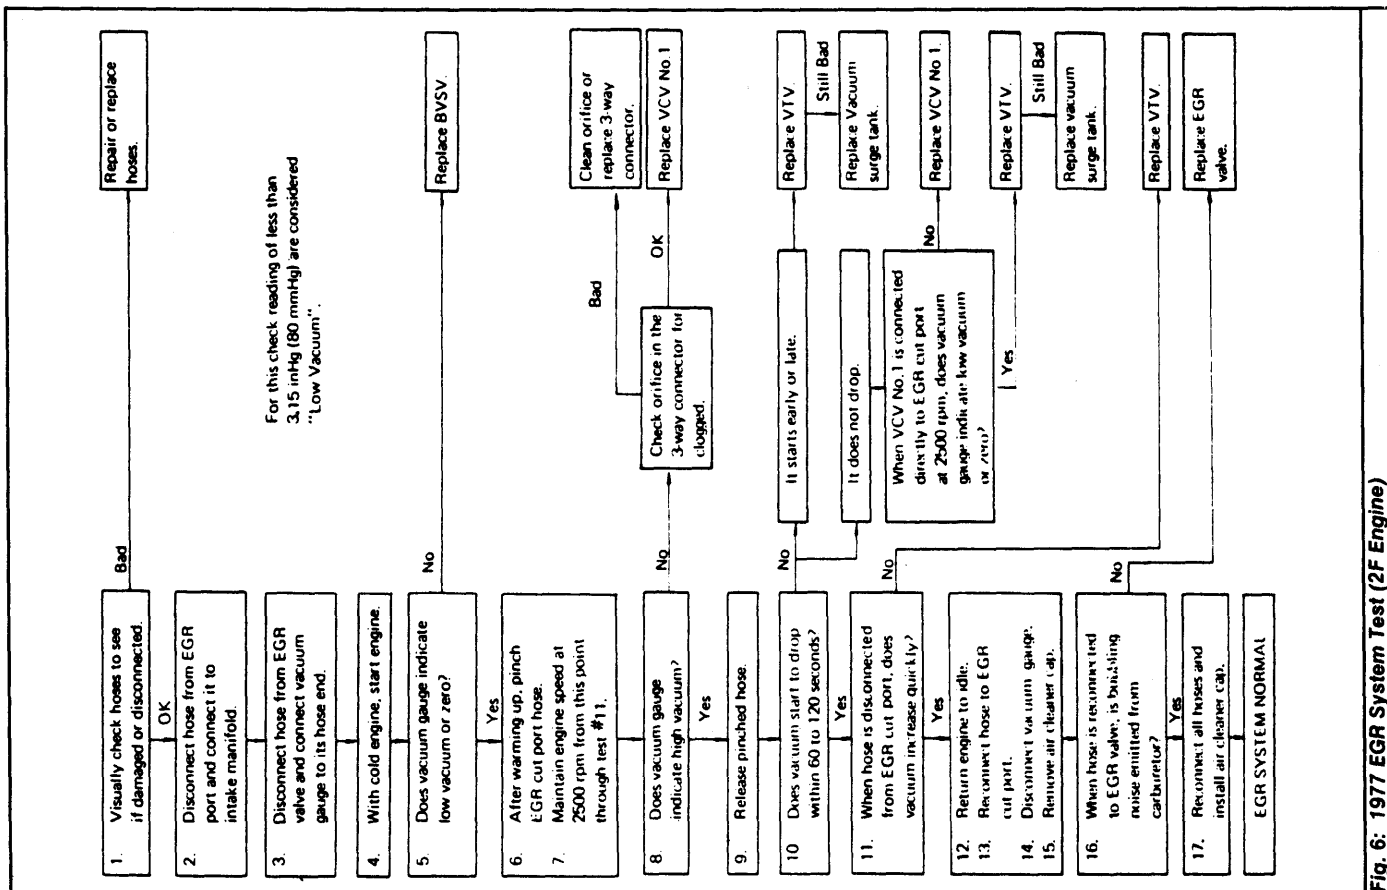 1. Visually check hoses to see
if damaged or disconnected.
Bad
Repair or replace
hoses.
OK
2. Disconnect hose from EGR
port and connect it to
intake manifold.
3. Disconnect hose from EGR
valve and connect vacuum
gauge to its hose end.
For this check reading of less than
3.15 inHg (80 mmHg) are considered
"Low Vacuum".
4. With cold engine, start engine.
5. Does vacuum gauge indicate
low vacuum or zero?
No
Replace BVSV.
Yes
6. After warming up, pinch
EGR cut port hose.
7. Maintain engine speed at
2500 rpm from this point
through test #11.
8. Does vacuum gauge
indicate high vacuum?
No
Check orifice in the
3-way connector for
clogged.
Bad
Clean orifice or
replace 3-way
connector.
OK
Replace VCV No.1
Yes
9. Release pinched hose.
10 Does vacuum start to drop
within 60 to 120 seconds?
No
It starts early or late.
Replace VTV.
Still Bad
Replace Vacuum
surge tank.
It does not drop.
When VCV No.1 is connected
directly to EGR cut port
at 2500 rpm, does vacuum
gauge indicate low vacuum
or zero?
No
Replace VCV No 1.
Yes
Replace VTV.
Still Bad
Replace vacuum
surge tank.
Yes
11. When hose is disconnected
from EGR cut port, does
vacuum increase quickly?
No
Replace VTV.
Yes
12. Return engine to idle.
13. Reconnect hose to EGR
cut port.
14. Disconnect vacuum gauge.
15. Remove air cleaner cap.
16. When hose is reconnected
to EGR valve, is bubbling
noise emitted from
carburetor?
No
Replace EGR
valve.
Yes
17. Reconnect all hoses and
install air cleaner cap.
EGR SYSTEM NORMAL
Fig. 6: 1977 EGR System Test (2F Engine)